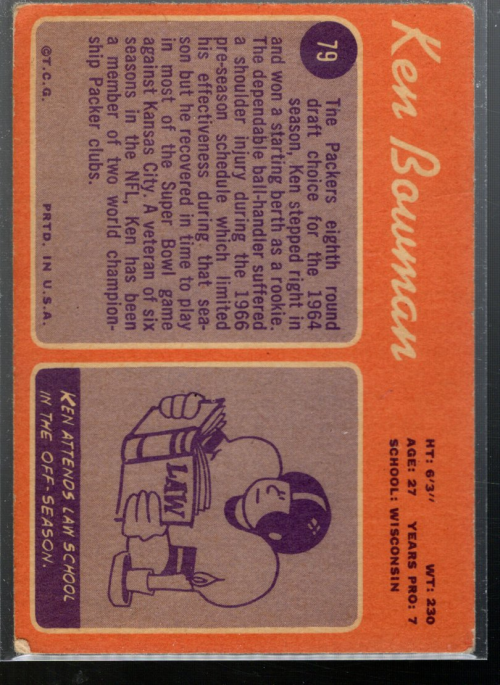 Ken Bowman
HT: 6'3" WT: 230
AGE: 27 YEARS PRO: 7
SCHOOL: WISCONSIN
79
The Packers eighth round
draft choice for the 1964
season, Ken stepped right in
and won a starting berth as a rookie.
The dependable ball-handler suffered
a shoulder injury during the 1966
pre-season schedule which limited
his effectiveness during that sea-
son but he recovered in time to play
in most of the Super Bowl game
against Kansas City. A veteran of six
seasons in the NFL, Ken has been
a member of two world champion-
ship Packer clubs.
©T.C.G. PRTD. IN U.S.A.
LAW
KEN ATTENDS LAW SCHOOL
IN THE OFF-SEASON.